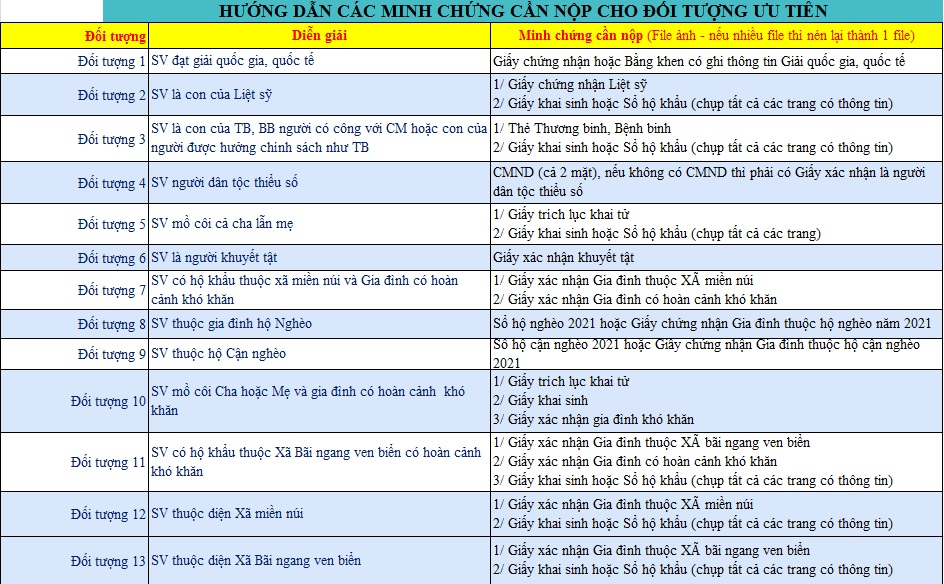 HƯỚNG DẪN CÁC MINH CHỨNG CẦN NỘP CHO ĐỐI TƯỢNG ƯU TIÊN
Đối tượng Diễn giải Minh chứng cần nộp (File ảnh - nếu nhiều file thì nén lại thành 1 file)
Đối tượng 1 SV đạt giải quốc gia, quốc tế Giấy chứng nhận hoặc Bằng khen có ghi thông tin Giải quốc gia, quốc tế
Đối tượng 2 SV là con của Liệt sỹ
1/ Giấy chứng nhận Liệt sỹ
2/ Giấy khai sinh hoặc Sổ hộ khẩu (chụp tất cả các trang có thông tin)
Đối tượng 3
SV là con của TB, BB người có công với CM hoặc con của
người được hưởng chính sách như TB
1/ Thẻ Thương binh, Bệnh binh
2/ Giấy khai sinh hoặc Sổ hộ khẩu (chụp tất cả các trang có thông tin)
Đối tượng 4 SV người dân tộc thiểu số
CMND (cả 2 mặt), nếu không có CMND thì phải có Giấy xác nhận là người
dân tộc thiểu số
Đối tượng 5 SV mồ côi cả cha lẫn mẹ
1/ Giấy trích lục khai tử
2/ Giấy khai sinh hoặc Sổ hộ khẩu (chụp tất cả các trang)
Đối tượng 6 SV là người khuyết tật Giấy xác nhận khuyết tật
Đối tượng 7
SV có hộ khẩu thuộc xã miền núi và Gia đình có hoàn
cảnh khó khăn
1/ Giấy xác nhận Gia đình thuộc XÃ miền núi
2/ Giấy xác nhận Gia đình có hoàn cảnh khó khăn
Đối tượng 8 SV thuộc gia đình hộ Nghèo Sổ hộ nghèo 2021 hoặc Giấy chứng nhận Gia đình thuộc hộ nghèo năm 2021
Đối tượng 9 SV thuộc hộ Cận nghèo
Sổ hộ cận nghèo 2021 hoặc Giấy chứng nhận Gia đình thuộc hộ cận nghèo
2021
Đối tượng 10
SV mồ côi Cha hoặc Mẹ và gia đình có hoàn cảnh khó
khăn
1/ Giấy trích lục khai tử
2/ Giấy khai sinh
3/ Giấy xác nhận gia đình khó khăn
Đối tượng 11
SV có hộ khẩu thuộc Xã Bãi ngang ven biển có hoàn cảnh
khó khăn
1/ Giấy xác nhận Gia đình thuộc XÃ bãi ngang ven biển
2/ Giấy xác nhận Gia đình có hoàn cảnh khó khăn
3/ Giấy khai sinh hoặc Sổ hộ khẩu (chụp tất cả các trang có thông tin)
Đối tượng 12 SV thuộc diện Xã miền núi
1/ Giấy xác nhận Gia đình thuộc XÃ miền núi
2/ Giấy khai sinh hoặc Sổ hộ khẩu (chụp tất cả các trang có thông tin)
Đối tượng 13 SV thuộc diện Xã Bãi ngang ven biển
1/ Giấy xác nhận Gia đình thuộc XÃ bãi ngang ven biển
2/ Giấy khai sinh hoặc Sổ hộ khẩu (chụp tất cả các trang có thông tin)